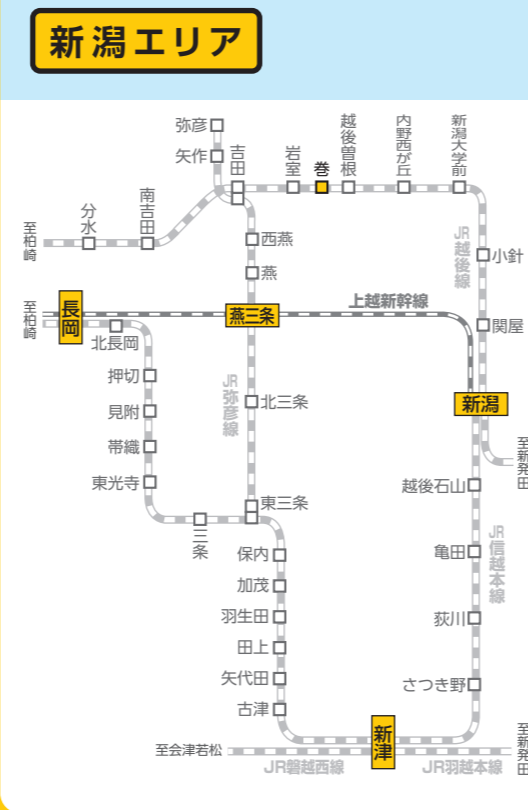 新潟エリア
弥彦
矢作
吉田
岩室
巻
越後曽根
内野西が丘
新潟大学前
南吉田
分水
至柏崎
西燕
燕
JR越後線
小針
関屋
至柏崎
長岡
北長岡
燕三条
上越新幹線
新潟
至新発田
押切
見附
帯織
東光寺
三条
JR弥彦線
北三条
東三条
保内
加茂
羽生田
田上
矢代田
古津
越後石山
亀田
JR信越本線
荻川
さつき野
新津
至会津若松
JR磐越西線
JR羽越本線
至新発田